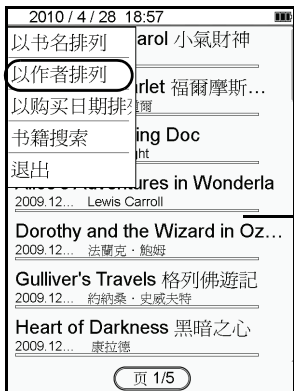 2010 / 4 / 28 18:57
以书名排列
以作者排列
以购买日期排
书籍搜索
退出
arol 小氣財神
rlet 福爾摩斯...
爾
ing Doc
ght
res in Wonderla
2009.12... Lewis Carroll
Dorothy and the Wizard in Oz...
2009.12... 法蘭克・鮑姆
Gulliver's Travels 格列佛遊記
2009.12... 約納桑・史威夫特
Heart of Darkness 黑暗之心
2009.12... 康拉德
页 1/5